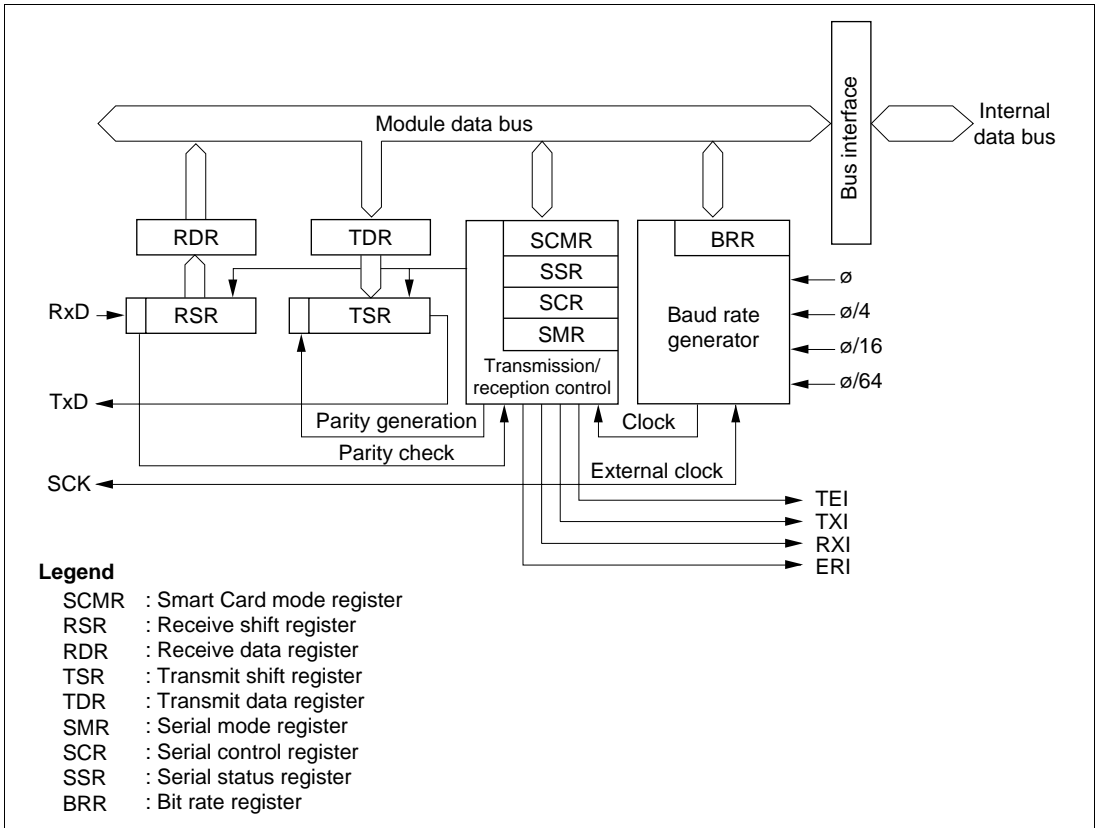 Module data bus
Bus interface
Internal
data bus
RDR
TDR
SCMR
BRR
SSR
SCR
SMR
RxD
RSR
TSR
Baud rate
generator
ø
ø/4
ø/16
ø/64
Transmission/
reception control
TxD
Parity generation
Clock
Parity check
External clock
SCK
TEI
TXI
RXI
ERI
Legend
SCMR : Smart Card mode register
RSR : Receive shift register
RDR : Receive data register
TSR : Transmit shift register
TDR : Transmit data register
SMR : Serial mode register
SCR : Serial control register
SSR : Serial status register
BRR : Bit rate register